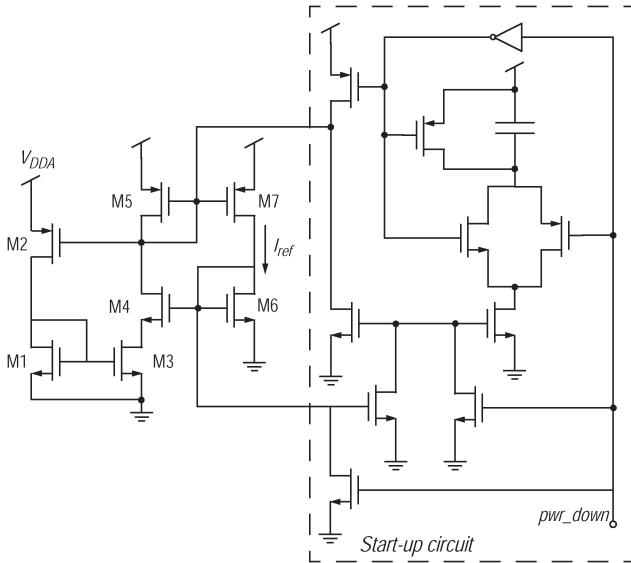 V_DDA
M5
M7
M2
I_ref
M4
M6
M1
M3
pwr_down
Start-up circuit